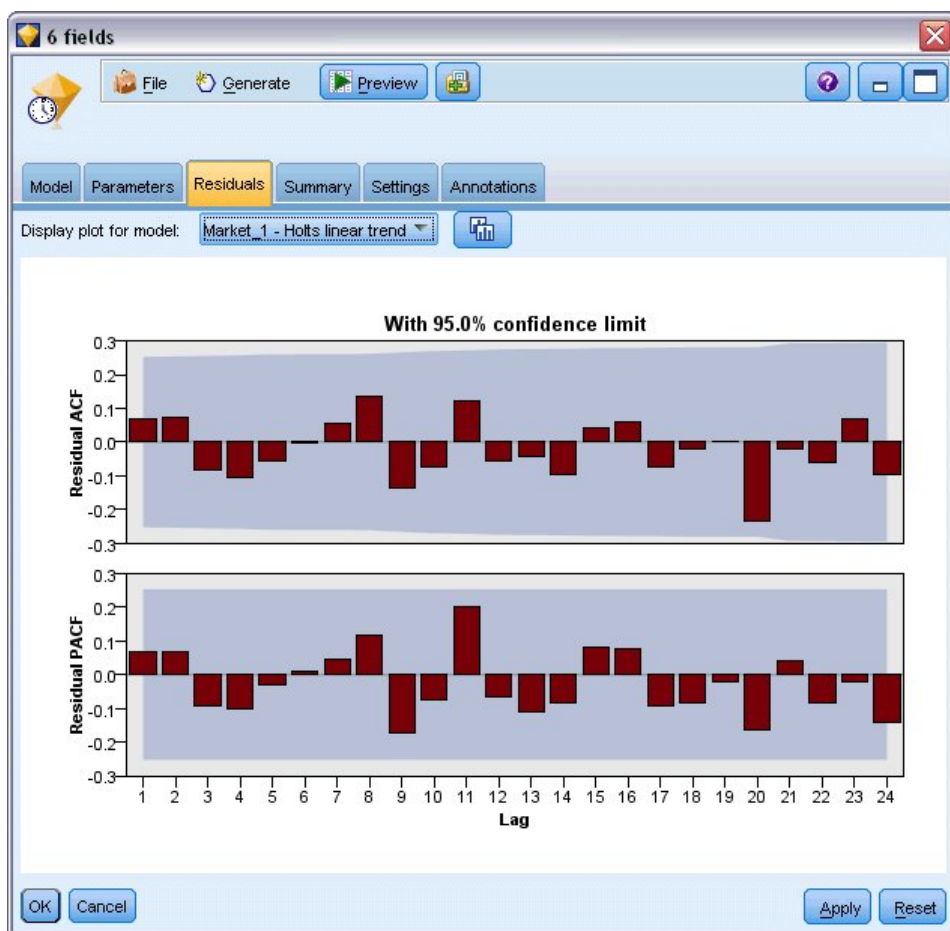 6 fields
File Generate Preview
Model Parameters Residuals Summary Settings Annotations
Display plot for model: Market_1 - Holts linear trend
With 95.0% confidence limit
Residual ACF
0.3
0.2
0.1
0.0
-0.1
-0.2
-0.3
Residual PACF
0.3
0.2
0.1
0.0
-0.1
-0.2
-0.3
1 2 3 4 5 6 7 8 9 10 11 12 13 14 15 16 17 18 19 20 21 22 23 24
Lag
OK Cancel Apply Reset